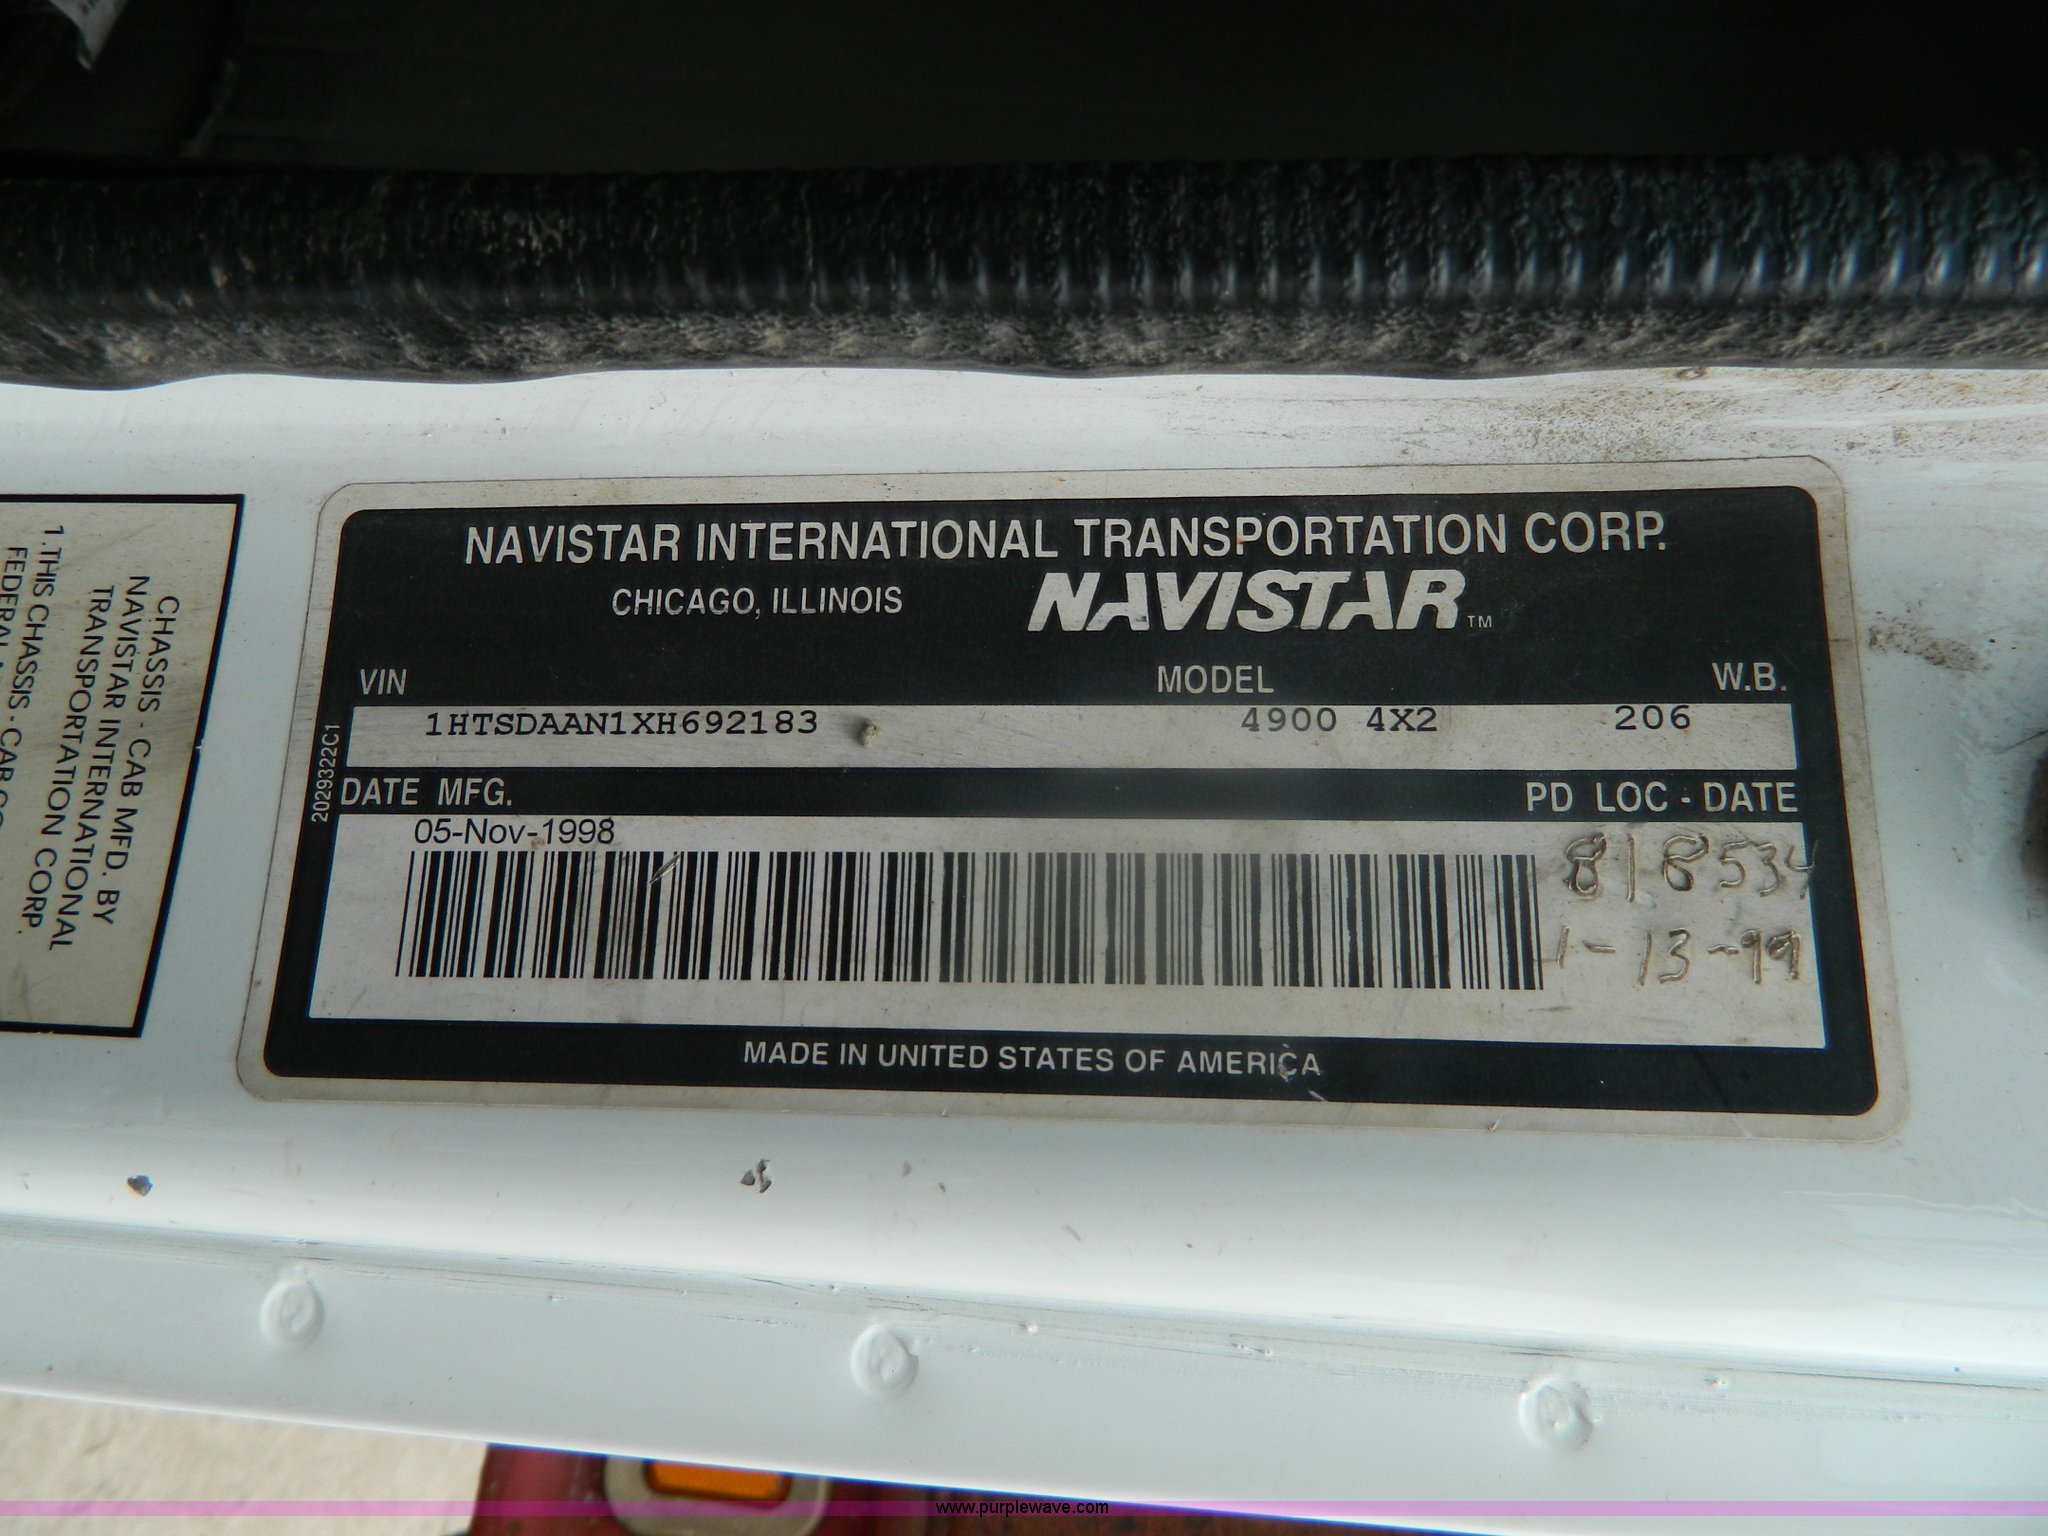 NAVISTAR INTERNATIONAL TRANSPORTATION CORP.
CHICAGO, ILLINOIS
NAVISTAR™
VIN MODEL W.B.
1HTSDAAN1XH692183 4900 4X2 206
2029322C1
DATE MFG. PD LOC - DATE
05-Nov-1998
818534
1-13-99
MADE IN UNITED STATES OF AMERICA
CHASSIS - CAB MFD. BY
NAVISTAR INTERNATIONAL
TRANSPORTATION CORP.
1. THIS CHASSIS - CAB
FEDERAL
www.purplewave.com